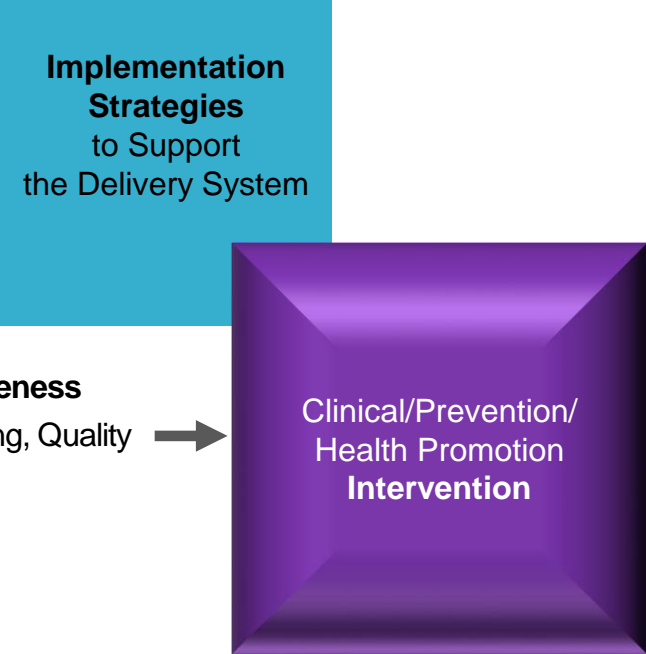 Implementation
Strategies
to Support
the Delivery System
eness
ng, Quality
Clinical/Prevention/
Health Promotion
Intervention